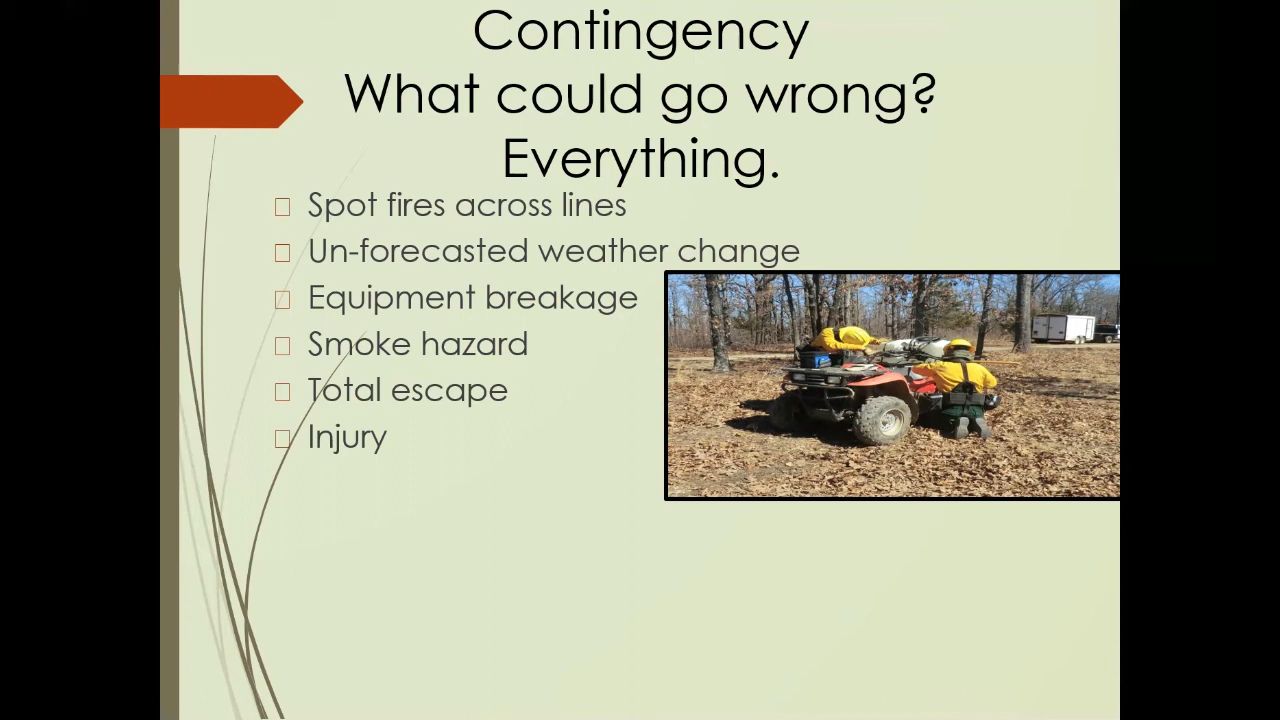 Contingency
What could go wrong?
Everything.
Spot fires across lines
Un-forecasted weather change
Equipment breakage
Smoke hazard
Total escape
Injury